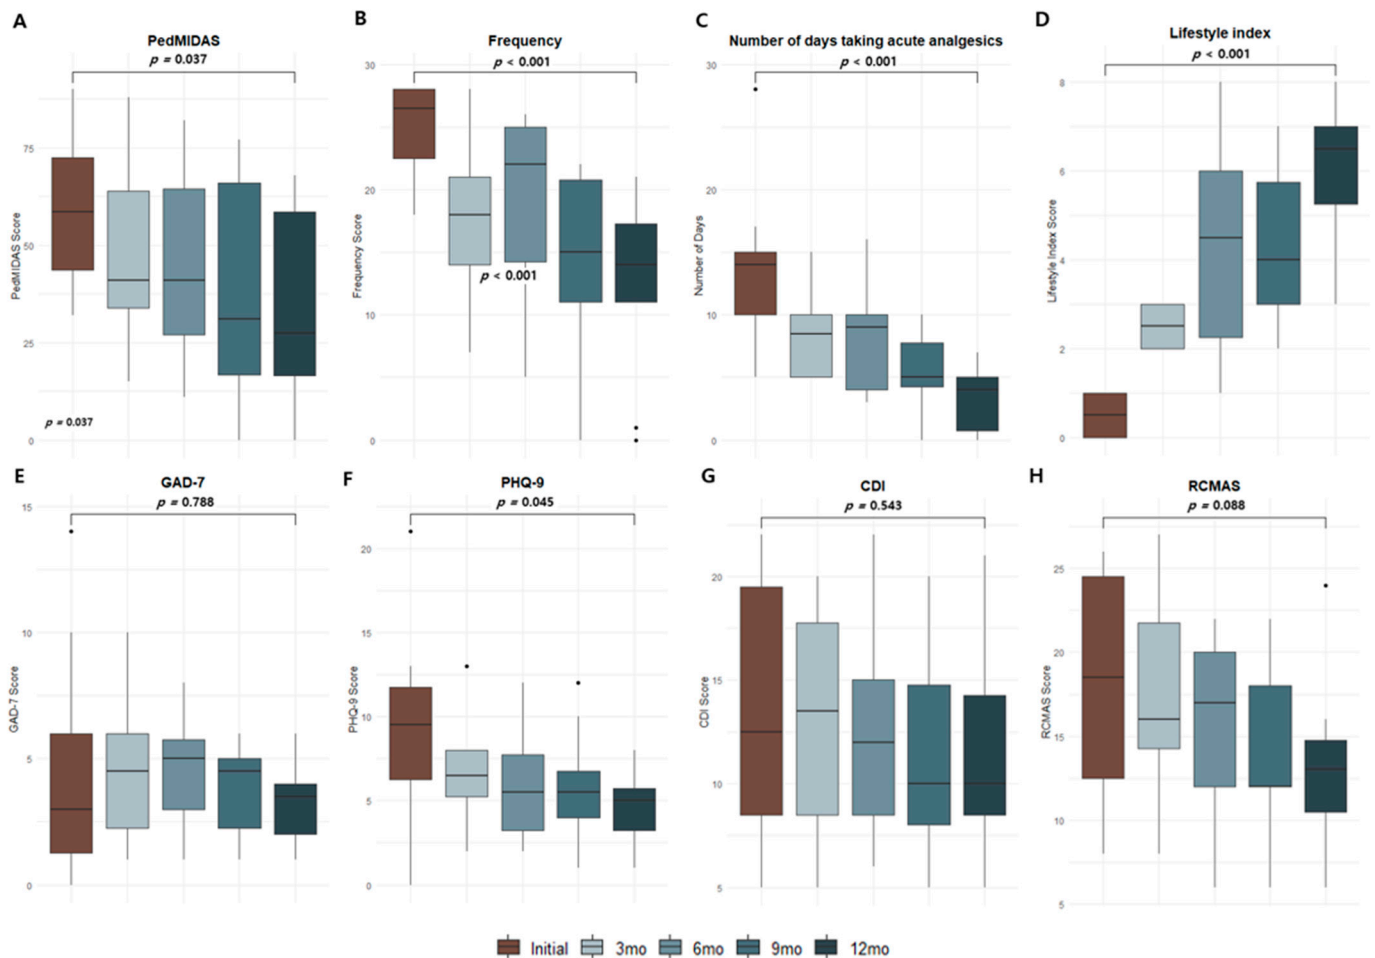 A
PedMIDAS
p = 0.037
PedMIDAS Score
75
50
25
0
p = 0.037
B
Frequency
p < 0.001
Frequency Score
30
20
10
0
p < 0.001
C
Number of days taking acute analgesics
p < 0.001
Number of Days
30
20
10
0
D
Lifestyle index
p < 0.001
Lifestyle Index Score
8
6
4
2
0
E
GAD-7
p = 0.788
GAD-7 Score
15
10
5
0
F
PHQ-9
p = 0.045
PHQ-9 Score
20
15
10
5
0
G
CDI
p = 0.543
CDI Score
20
15
10
5
H
RCMAS
p = 0.088
RCMAS Score
25
20
15
10
5
Initial 3mo 6mo 9mo 12mo